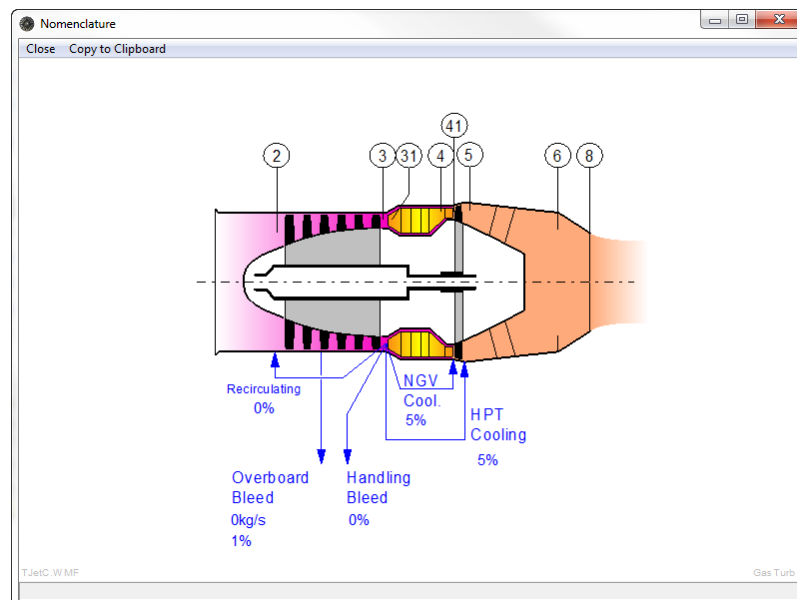 Nomenclature
Close Copy to Clipboard
41
2 3 31 4 5 6 8
Recirculating
0%
NGV
Cool.
5%
HPT
Cooling
5%
Overboard
Bleed
0kg/s
1%
Handling
Bleed
0%
TJetC.WMF
Gas Turb